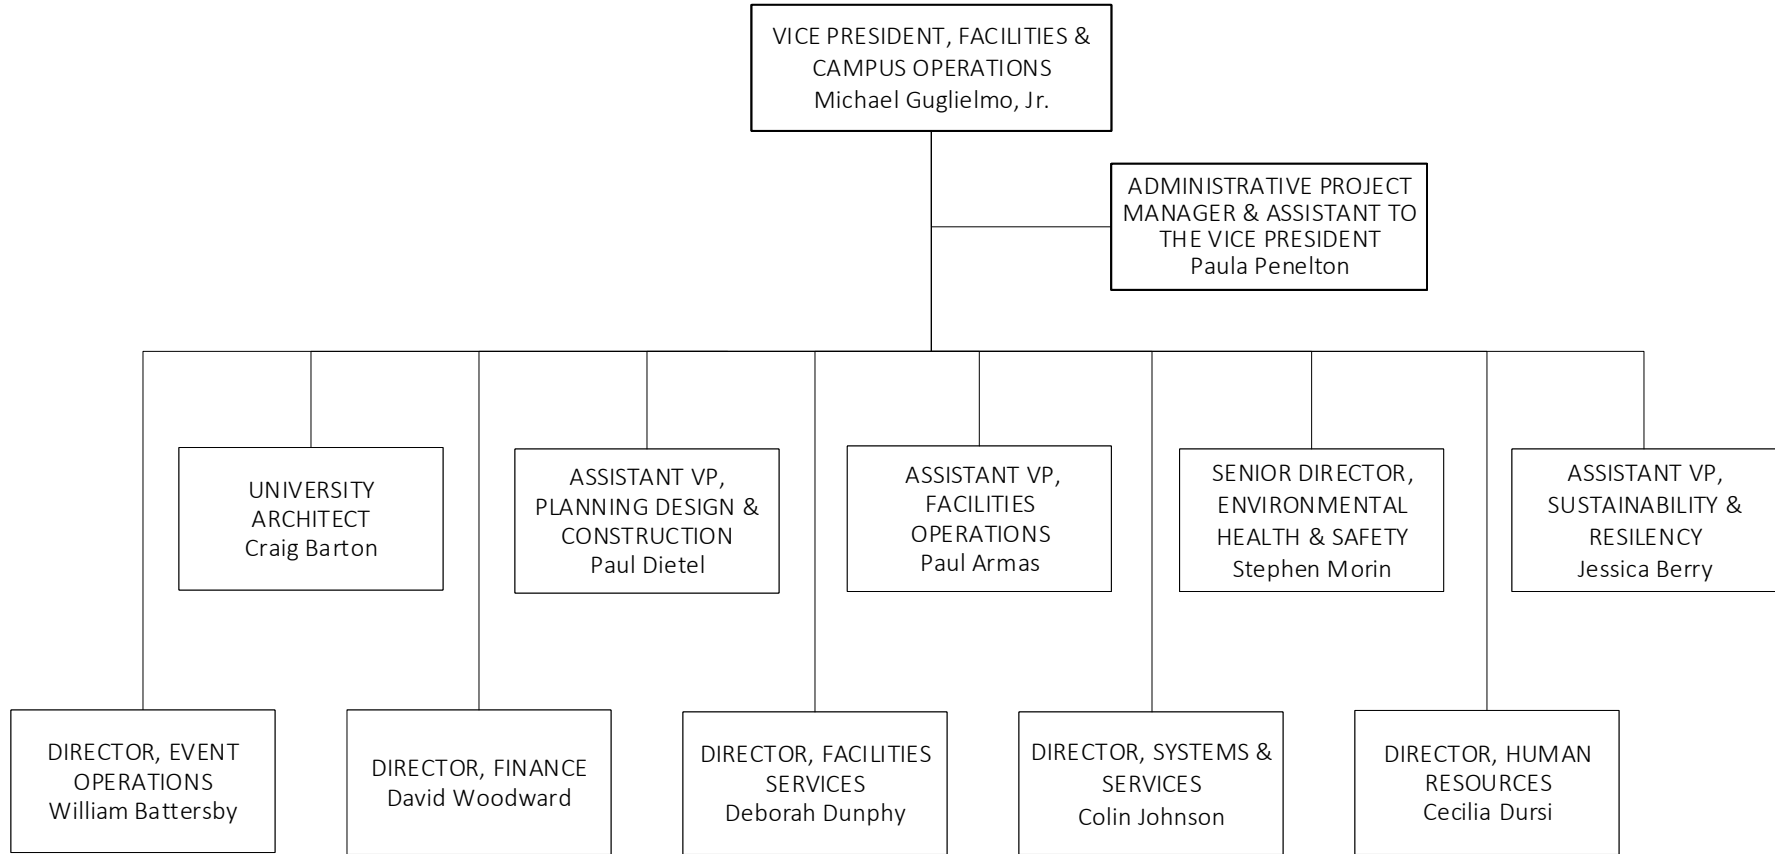 VICE PRESIDENT, FACILITIES &
CAMPUS OPERATIONS
Michael Guglielmo, Jr.
ADMINISTRATIVE PROJECT
MANAGER & ASSISTANT TO
THE VICE PRESIDENT
Paula Penelton
UNIVERSITY
ARCHITECT
Craig Barton
ASSISTANT VP,
PLANNING DESIGN &
CONSTRUCTION
Paul Dietel
ASSISTANT VP,
FACILITIES
OPERATIONS
Paul Armas
SENIOR DIRECTOR,
ENVIRONMENTAL
HEALTH & SAFETY
Stephen Morin
ASSISTANT VP,
SUSTAINABILITY &
RESILENCY
Jessica Berry
DIRECTOR, EVENT
OPERATIONS
William Battersby
DIRECTOR, FINANCE
David Woodward
DIRECTOR, FACILITIES
SERVICES
Deborah Dunphy
DIRECTOR, SYSTEMS &
SERVICES
Colin Johnson
DIRECTOR, HUMAN
RESOURCES
Cecilia Dursi